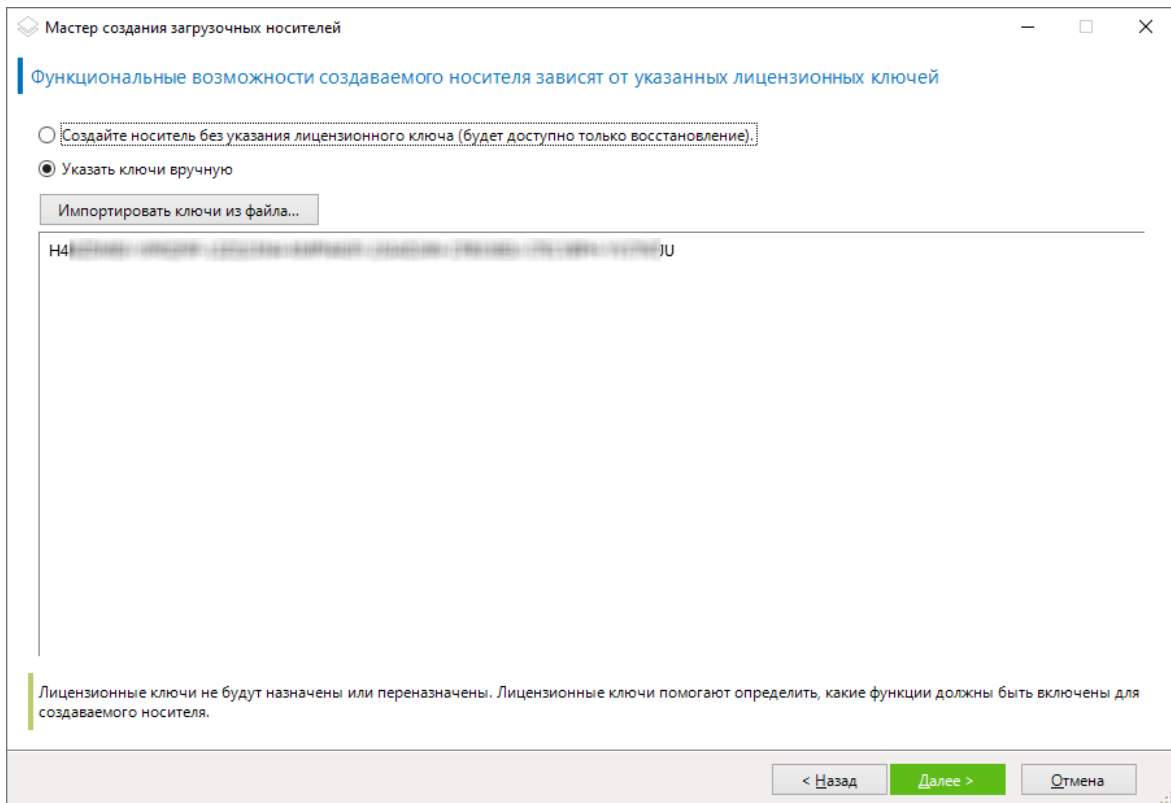 Мастер создания загрузочных носителей
Функциональные возможности создаваемого носителя зависят от указанных лицензионных ключей
Создайте носитель без указания лицензионного ключа (будет доступно только восстановление).
Указать ключи вручную
Импортировать ключи из файла...
H4 JU
Лицензионные ключи не будут назначены или переназначены. Лицензионные ключи помогают определить, какие функции должны быть включены для
создаваемого носителя.
< Назад Далее > Отмена